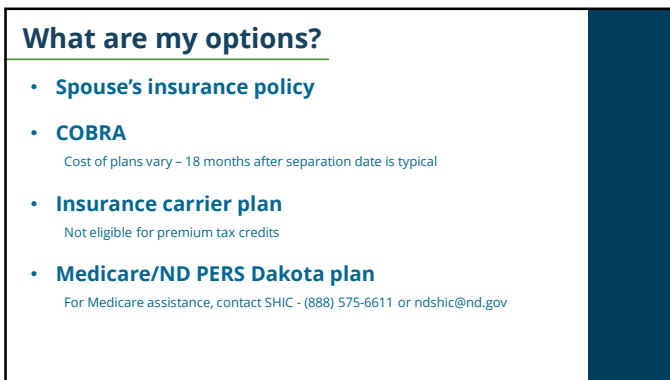 What are my options?
• Spouse’s insurance policy
• COBRA
Cost of plans vary – 18 months after separation date is typical
• Insurance carrier plan
Not eligible for premium tax credits
• Medicare/ND PERS Dakota plan
For Medicare assistance, contact SHIC - (888) 575-6611 or ndshic@nd.gov